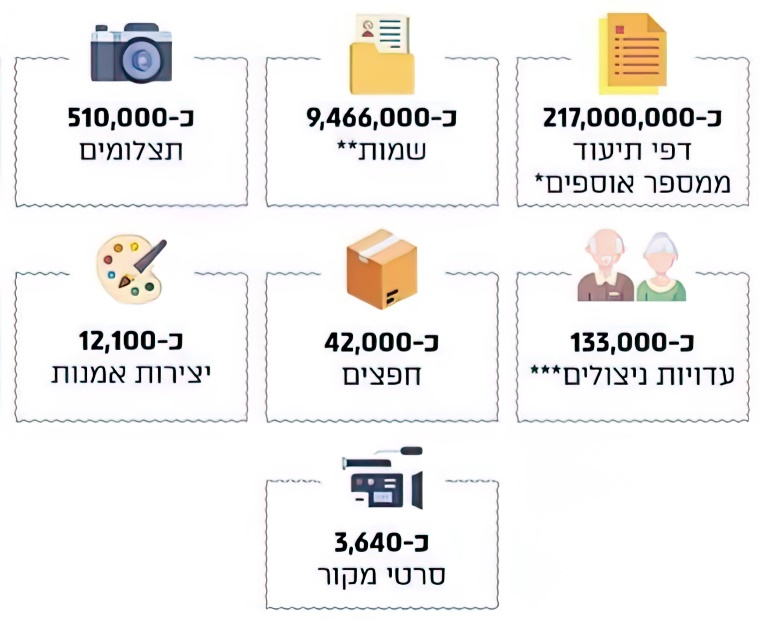 כ-217,000,000
דפי תיעוד
ממספר אוספים*
כ-9,466,000
שמות**
כ-510,000
תצלומים
כ-133,000
עדויות ניצולים***
כ-42,000
חפצים
כ-12,100
יצירות אמנות
כ-3,640
סרטי מקור